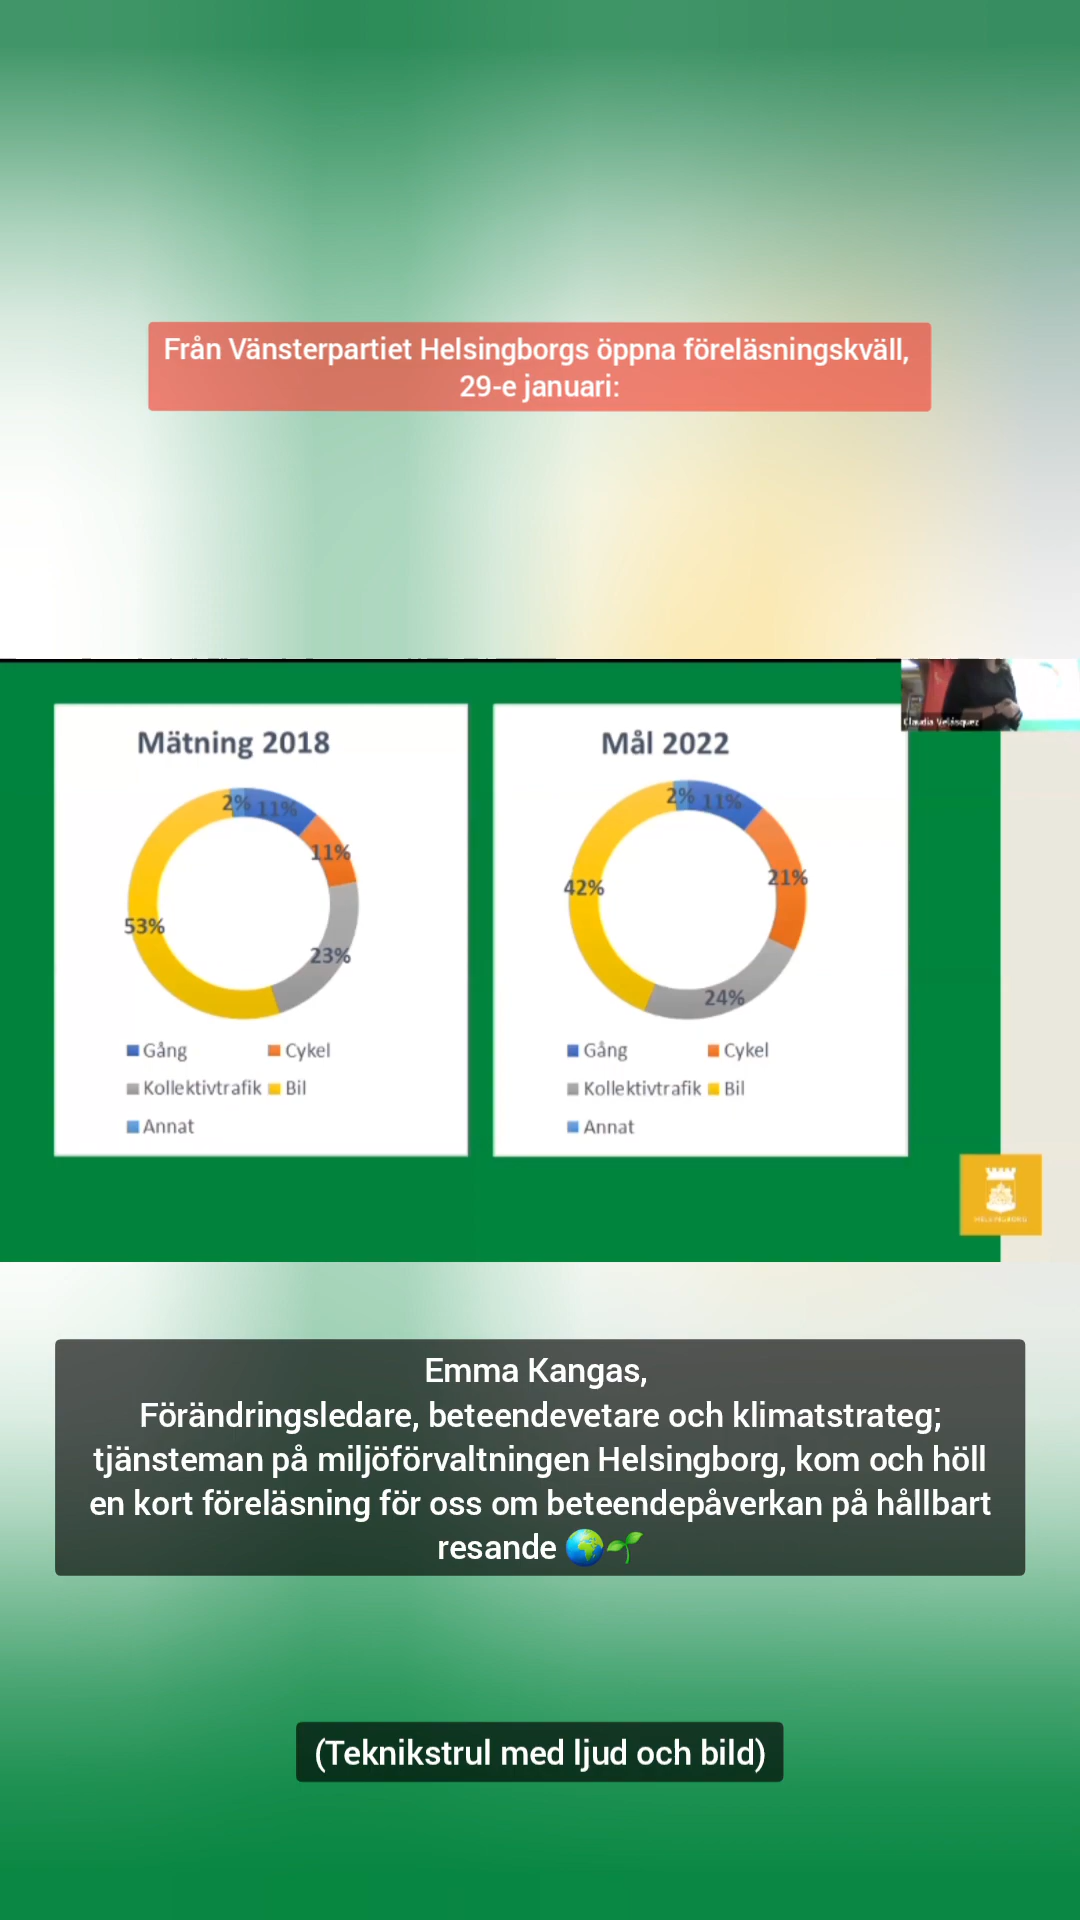 Från Vänsterpartiet Helsingborgs öppna föreläsningskväll,
29-e januari:
Claudia Velásquez
Mätning 2018
2% 11%
11%
53%
23%
Gång Cykel
Kollektivtrafik Bil
Annat
Mål 2022
2% 11%
21%
42%
24%
Gång Cykel
Kollektivtrafik Bil
Annat
HELSINGBORG
Emma Kangas,
Förändringsledare, beteendevetare och klimatstrateg;
tjänsteman på miljöförvaltningen Helsingborg, kom och höll
en kort föreläsning för oss om beteendepåverkan på hållbart
resande 🌍🌱
(Teknikstrul med ljud och bild)